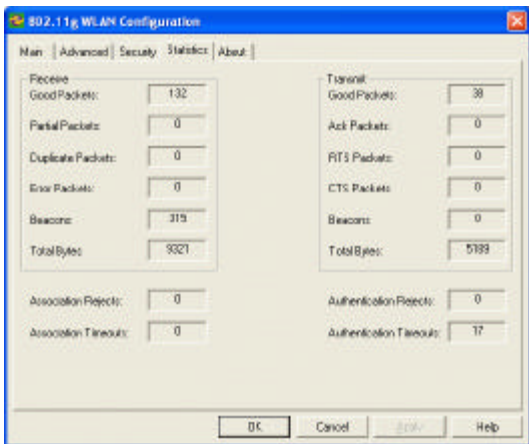 802.11g WLAN Configuration
Main Advanced Security Statistics About
Receive
Good Packets: 132
Partial Packets: 0
Duplicate Packets: 0
Error Packets: 0
Beacons: 319
Total Bytes: 9321
Association Rejects: 0
Association Timeouts: 0
Transmit
Good Packets: 38
Ack Packets: 0
RTS Packets: 0
CTS Packets: 0
Beacons: 0
Total Bytes:
Authentication Rejects: 0
Authentication Timeouts: 17
OK Cancel Apply Help